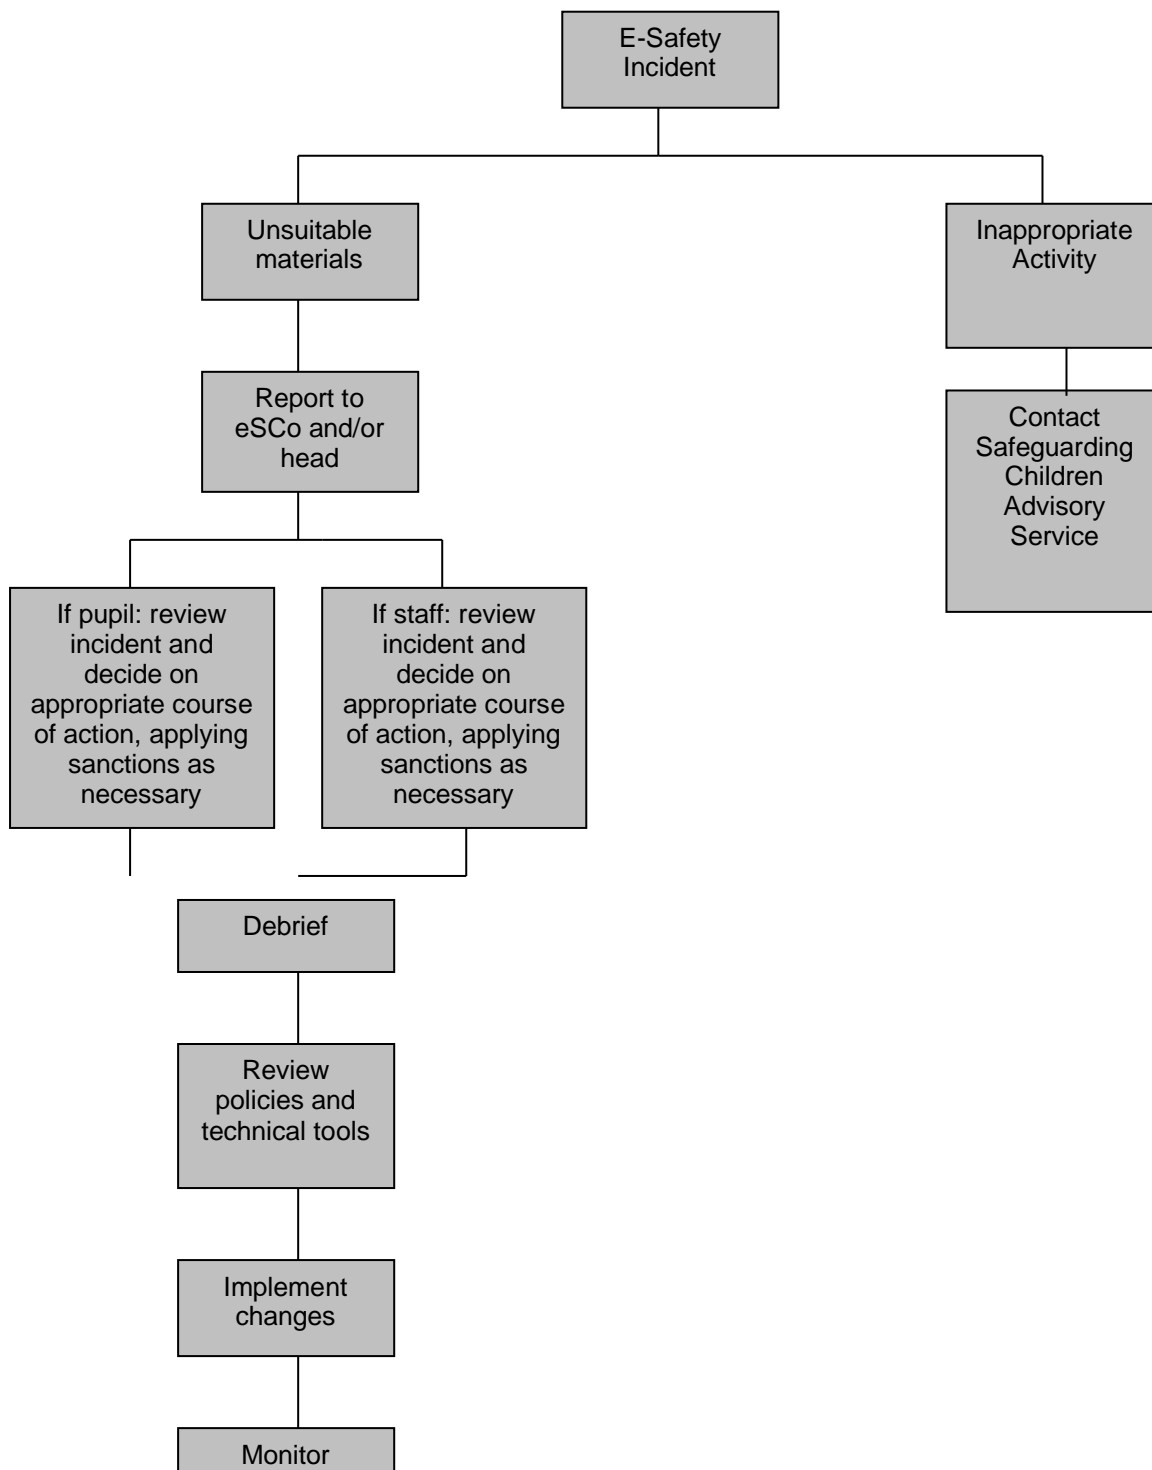 E-Safety
Incident
Unsuitable
materials
Inappropriate
Activity
Report to
eSCo and/or
head
Contact
Safeguarding
Children
Advisory
Service
If pupil: review
incident and
decide on
appropriate course
of action, applying
sanctions as
necessary
If staff: review
incident and
decide on
appropriate course
of action, applying
sanctions as
necessary
Debrief
Review
policies and
technical tools
Implement
changes
Monitor